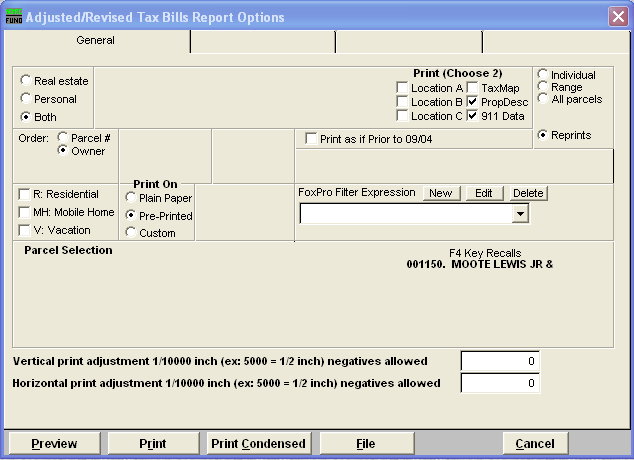 FUND
Adjusted/Revised Tax Bills Report Options
General
Real estate
Personal
Both
Print (Choose 2)
Location A
TaxMap
Location B
PropDesc
Location C
911 Data
Individual
Range
All parcels
Reprints
Order:
Parcel #
Owner
Print as if Prior to 09/04
R: Residential
MH: Mobile Home
V: Vacation
Print On
Plain Paper
Pre-Printed
Custom
FoxPro Filter Expression
New
Edit
Delete
Parcel Selection
F4 Key Recalls
001150. MOOTE LEWIS JR &
Vertical print adjustment 1/10000 inch (ex: 5000 = 1/2 inch) negatives allowed
0
Horizontal print adjustment 1/10000 inch (ex: 5000 = 1/2 inch) negatives allowed
0
Preview
Print
Print Condensed
File
Cancel